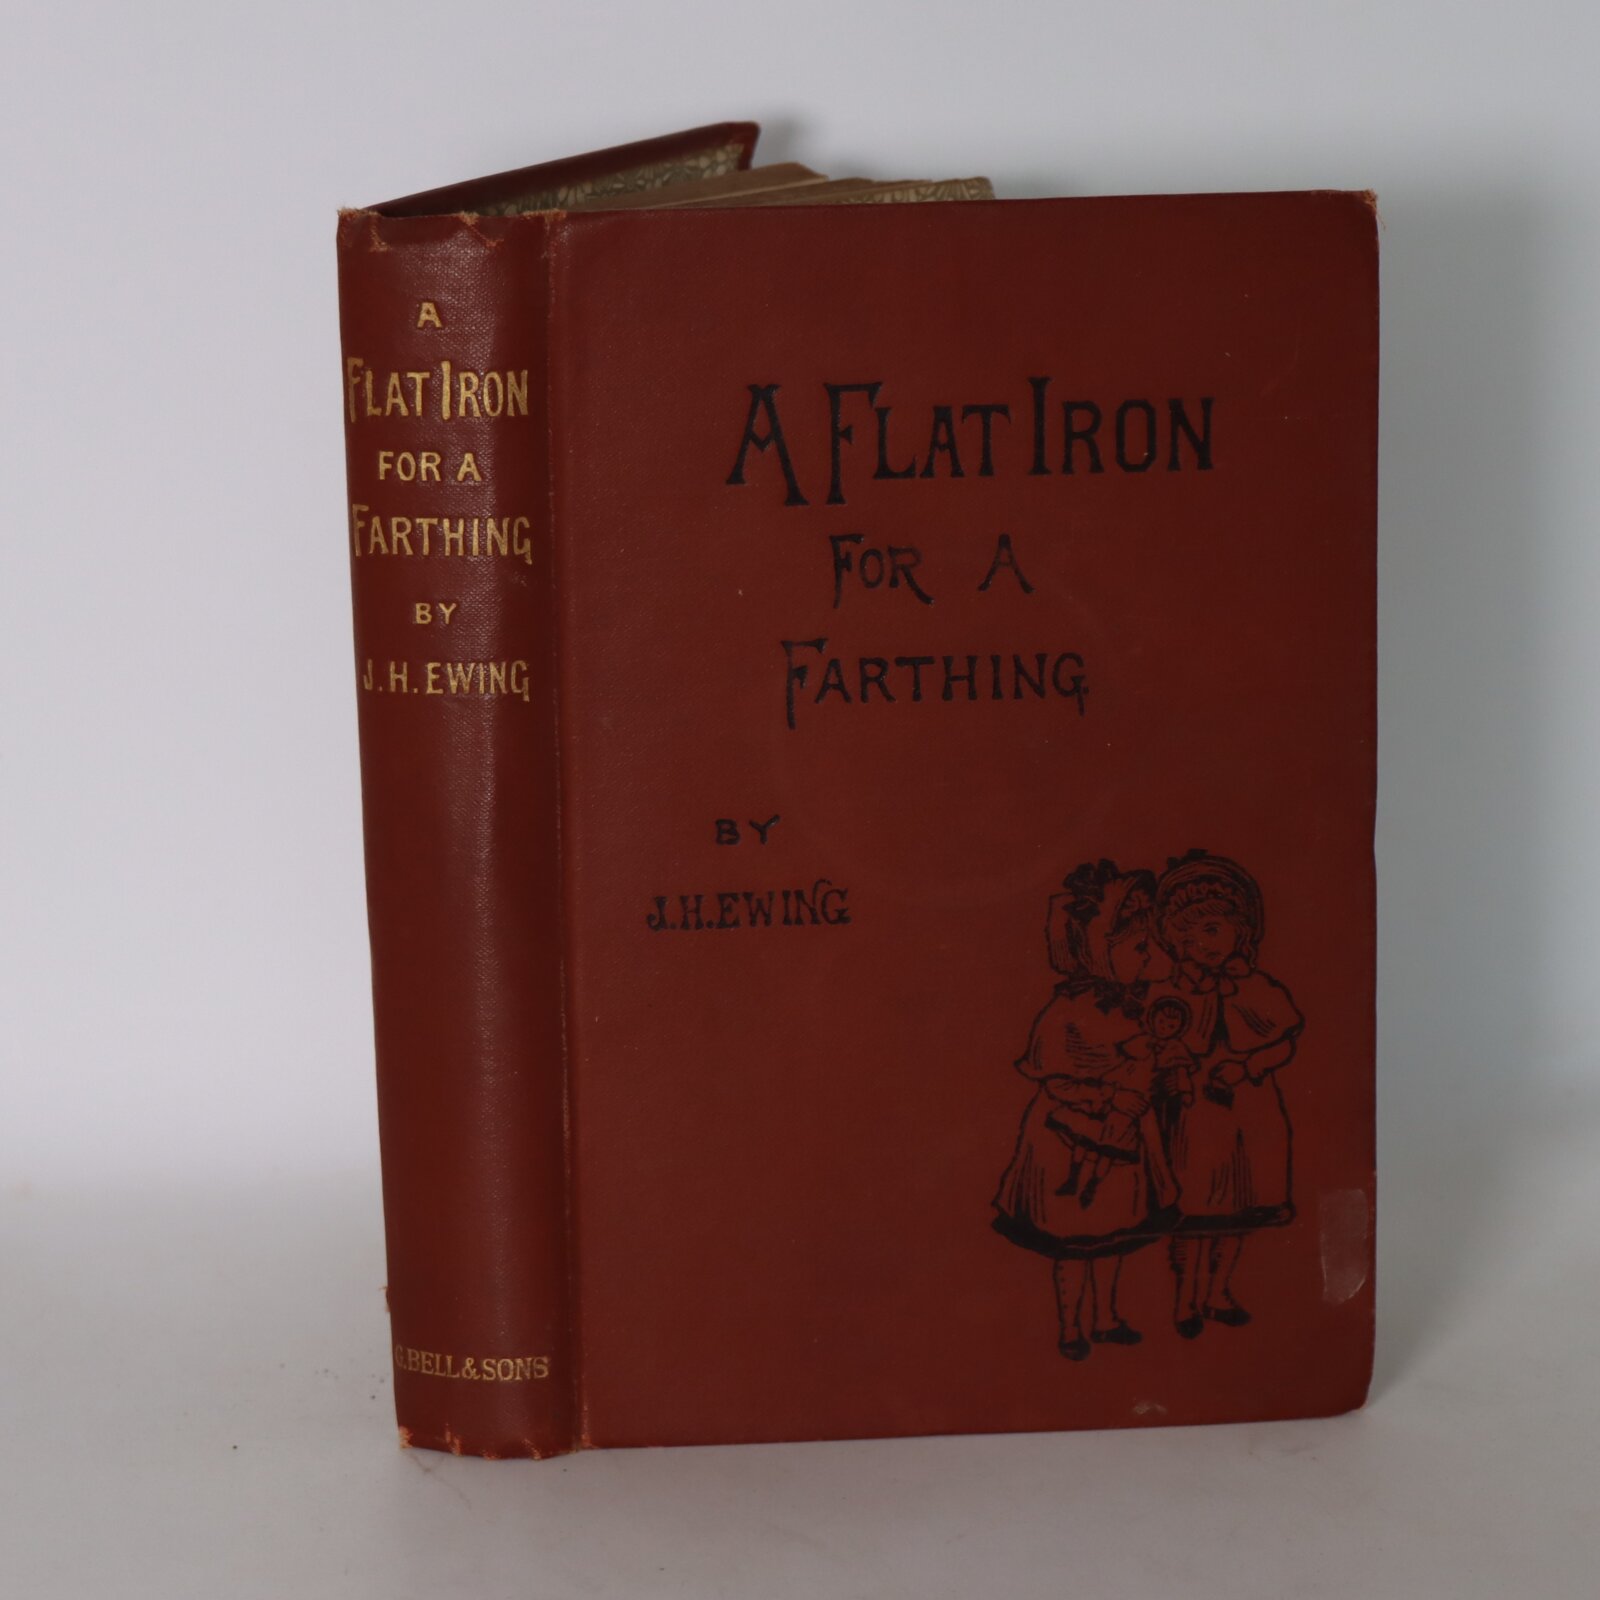 A
FLAT IRON
FOR A
FARTHING
BY
J.H.EWING
G.BELL & SONS
A FLAT IRON
FOR A
FARTHING
BY
J.H.EWING